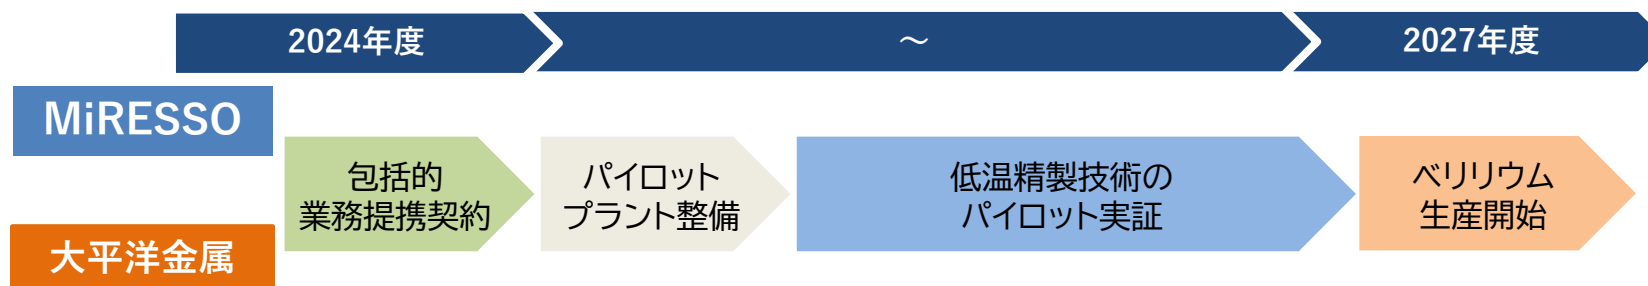 2024年度
～
2027年度
MiRESSO
大平洋金属
包括的
業務提携契約
パイロット
プラント整備
低温精製技術の
パイロット実証
ベリリウム
生産開始